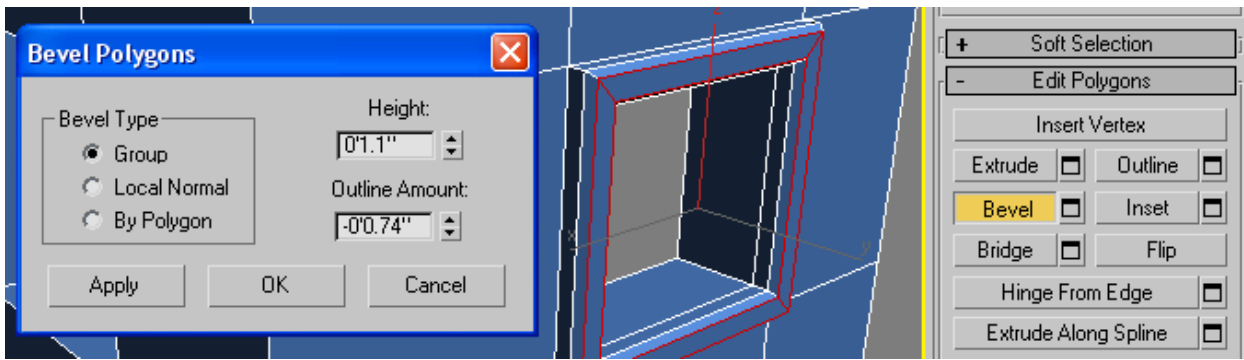 Bevel Polygons
Bevel Type
Group
Local Normal
By Polygon
Height:
0'1.1"
Outline Amount:
-0'0.74"
Apply
OK
Cancel
x
y
+ Soft Selection
- Edit Polygons
Insert Vertex
Extrude
Outline
Bevel
Inset
Bridge
Flip
Hinge From Edge
Extrude Along Spline